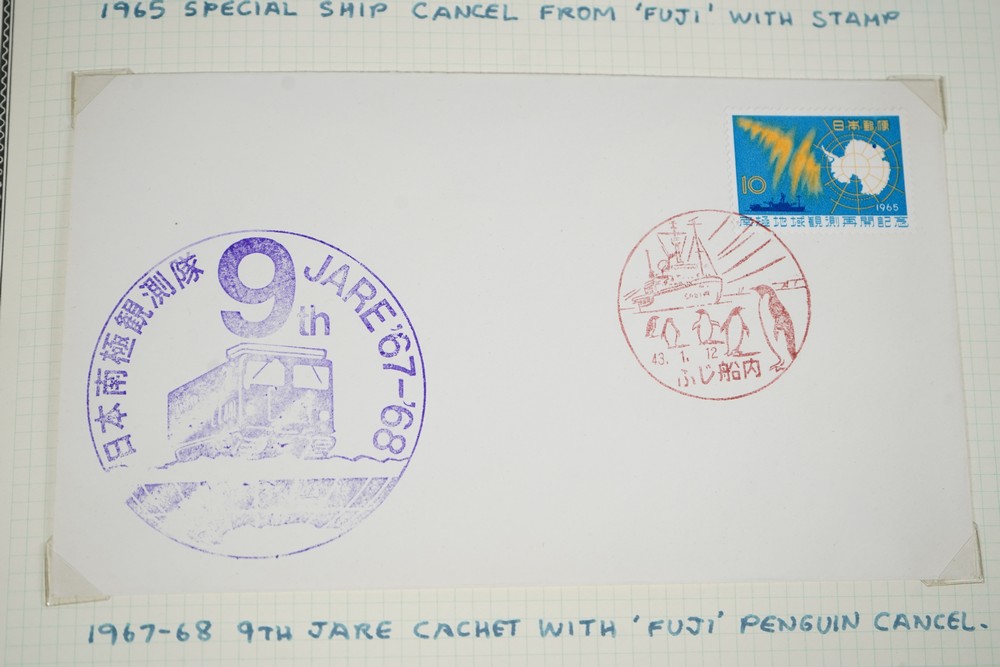 1965 SPECIAL SHIP CANCEL FROM 'FUJI' WITH STAMP
日本郵便
10
1965
南極地域観測再開記念
日本南極観測隊
9th
JARE '67-'68
43. 1. 12
ふじ船内
1967-68 9TH JARE CACHET WITH 'FUJI' PENGUIN CANCEL.